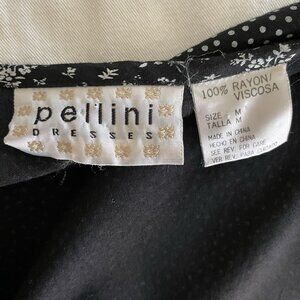 pellini
DRESSES
100% RAYON/
VISCOSA
SIZE - M
TALLA M
MADE IN CHINA
HECHO EN CHINA
SEE REV. FOR CARE
VER REV. PARA CUIDADO